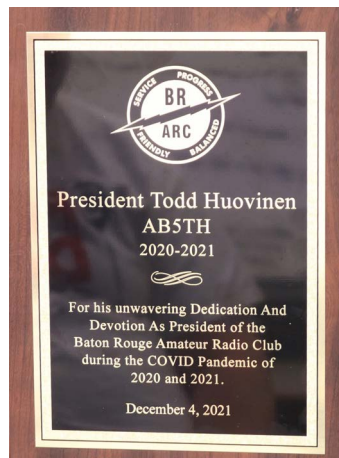 SERVICE PROGRESS
BR
ARC
FRIENDLY BALANCED
President Todd Huovinen
AB5TH
2020-2021
For his unwavering Dedication And
Devotion As President of the
Baton Rouge Amateur Radio Club
during the COVID Pandemic of
2020 and 2021.
December 4, 2021